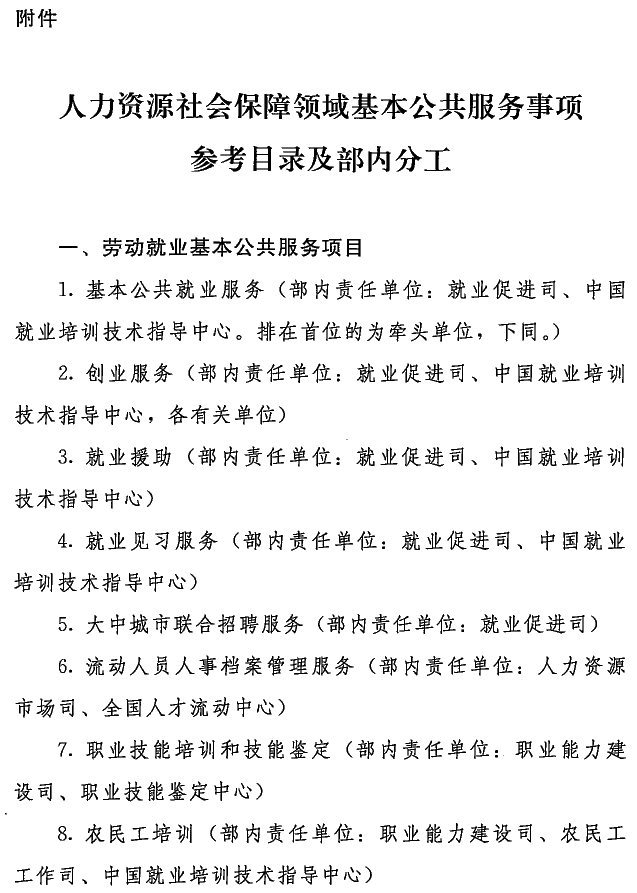 附件
人力资源社会保障领域基本公共服务事项
参考目录及部内分工
一、劳动就业基本公共服务项目
1. 基本公共就业服务（部内责任单位：就业促进司、中国
就业培训技术指导中心。排在首位的为牵头单位，下同。）
2. 创业服务（部内责任单位：就业促进司、中国就业培训
技术指导中心，各有关单位）
3. 就业援助（部内责任单位：就业促进司、中国就业培训
技术指导中心）
4. 就业见习服务（部内责任单位：就业促进司、中国就业
培训技术指导中心）
5. 大中城市联合招聘服务（部内责任单位：就业促进司）
6. 流动人员人事档案管理服务（部内责任单位：人力资源
市场司、全国人才流动中心）
7. 职业技能培训和技能鉴定（部内责任单位：职业能力建
设司、职业技能鉴定中心）
8. 农民工培训（部内责任单位：职业能力建设司、农民工
工作司、中国就业培训技术指导中心）